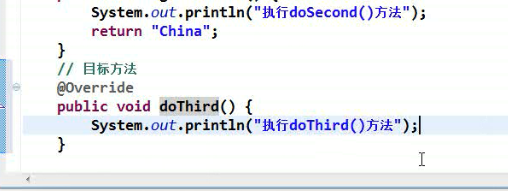 System.out.println("执行doSecond()方法");
return "China";
}
// 目标方法
@Override
public void doThird() {
System.out.println("执行doThird()方法");
}